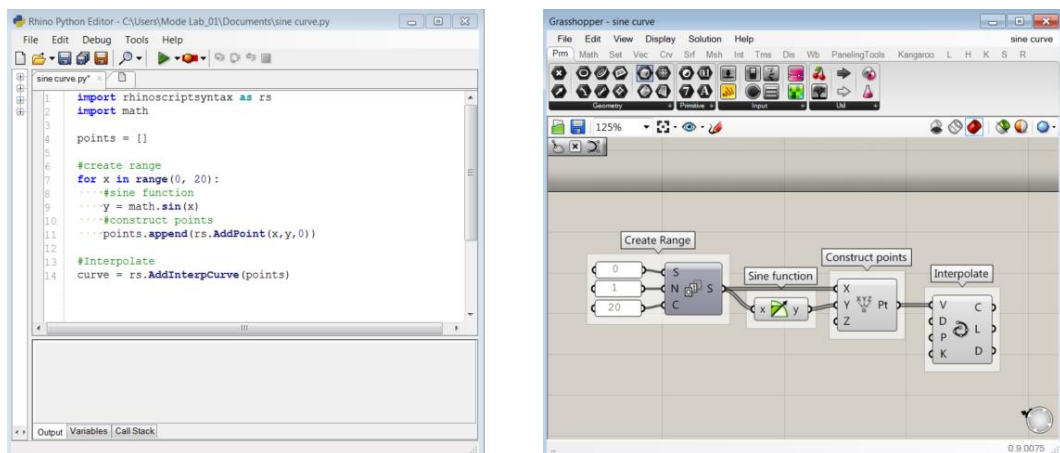 Rhino Python Editor - C:\Users\Mode Lab_01\Documents\sine curve.py
File Edit Debug Tools Help
sine curve.py*
1 import rhinoscriptsyntax as rs
2 import math
3
4 points = []
5
6 #create range
7 for x in range(0, 20):
8 ····#sine function
9 ····y = math.sin(x)
10 ····#construct points
11 ····points.append(rs.AddPoint(x,y,0))
12
13 #Interpolate
14 curve = rs.AddInterpCurve(points)
Output Variables Call Stack
Grasshopper - sine curve
File Edit View Display Solution Help sine curve
Prm Math Set Vec Crv Srf Msh Int Trns Dis Wb PanelingTools Kangaroo L H K S R
Geometry Primitive Input Util
125%
Create Range
0
1
20
S
N S
C
Sine function
x y
Construct points
X
Y XYZ Pt
Z
Interpolate
V C
D
P L
K D
0.9.0075